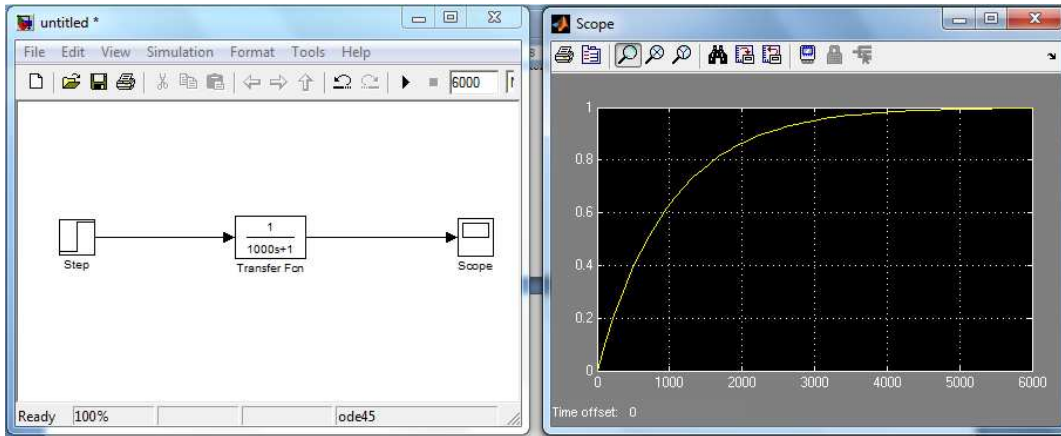 untitled *
File Edit View Simulation Format Tools Help
6000
1
1000s+1
Step
Transfer Fcn
Scope
Ready 100% ode45
Scope
1
0.8
0.6
0.4
0.2
0
0 1000 2000 3000 4000 5000 6000
Time offset: 0